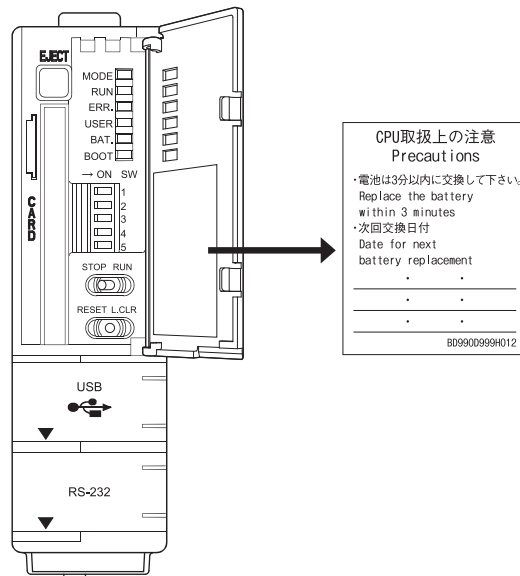 EJECT
MODE
RUN
ERR.
USER
BAT.
BOOT
→ ON SW
1
2
3
4
5
CARD
STOP RUN
RESET L.CLR
USB
RS-232
CPU取扱上の注意
Precautions
・電池は3分以内に交換して下さい。
Replace the battery
within 3 minutes
・次回交換日付
Date for next
battery replacement
・ ・
・ ・
・ ・
BD990D999H012